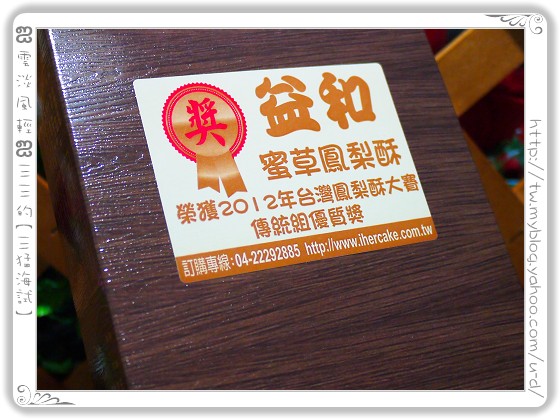 獎
益和
蜜草鳳梨酥
榮獲2012年台灣鳳梨酥大賽
傳統組優質獎
訂購專線:04-22292885 http://www.ihercake.com.tw
雲淡風輕 三三的【三猛海試】
http://tw.myblog.yahoo.com/u-d/